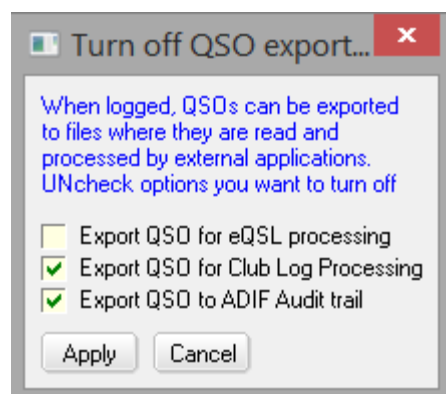 Turn off QSO export...
When logged, QSOs can be exported
to files where they are read and
processed by external applications.
UNcheck options you want to turn off
Export QSO for eQSL processing
Export QSO for Club Log Processing
Export QSO to ADIF Audit trail
Apply Cancel